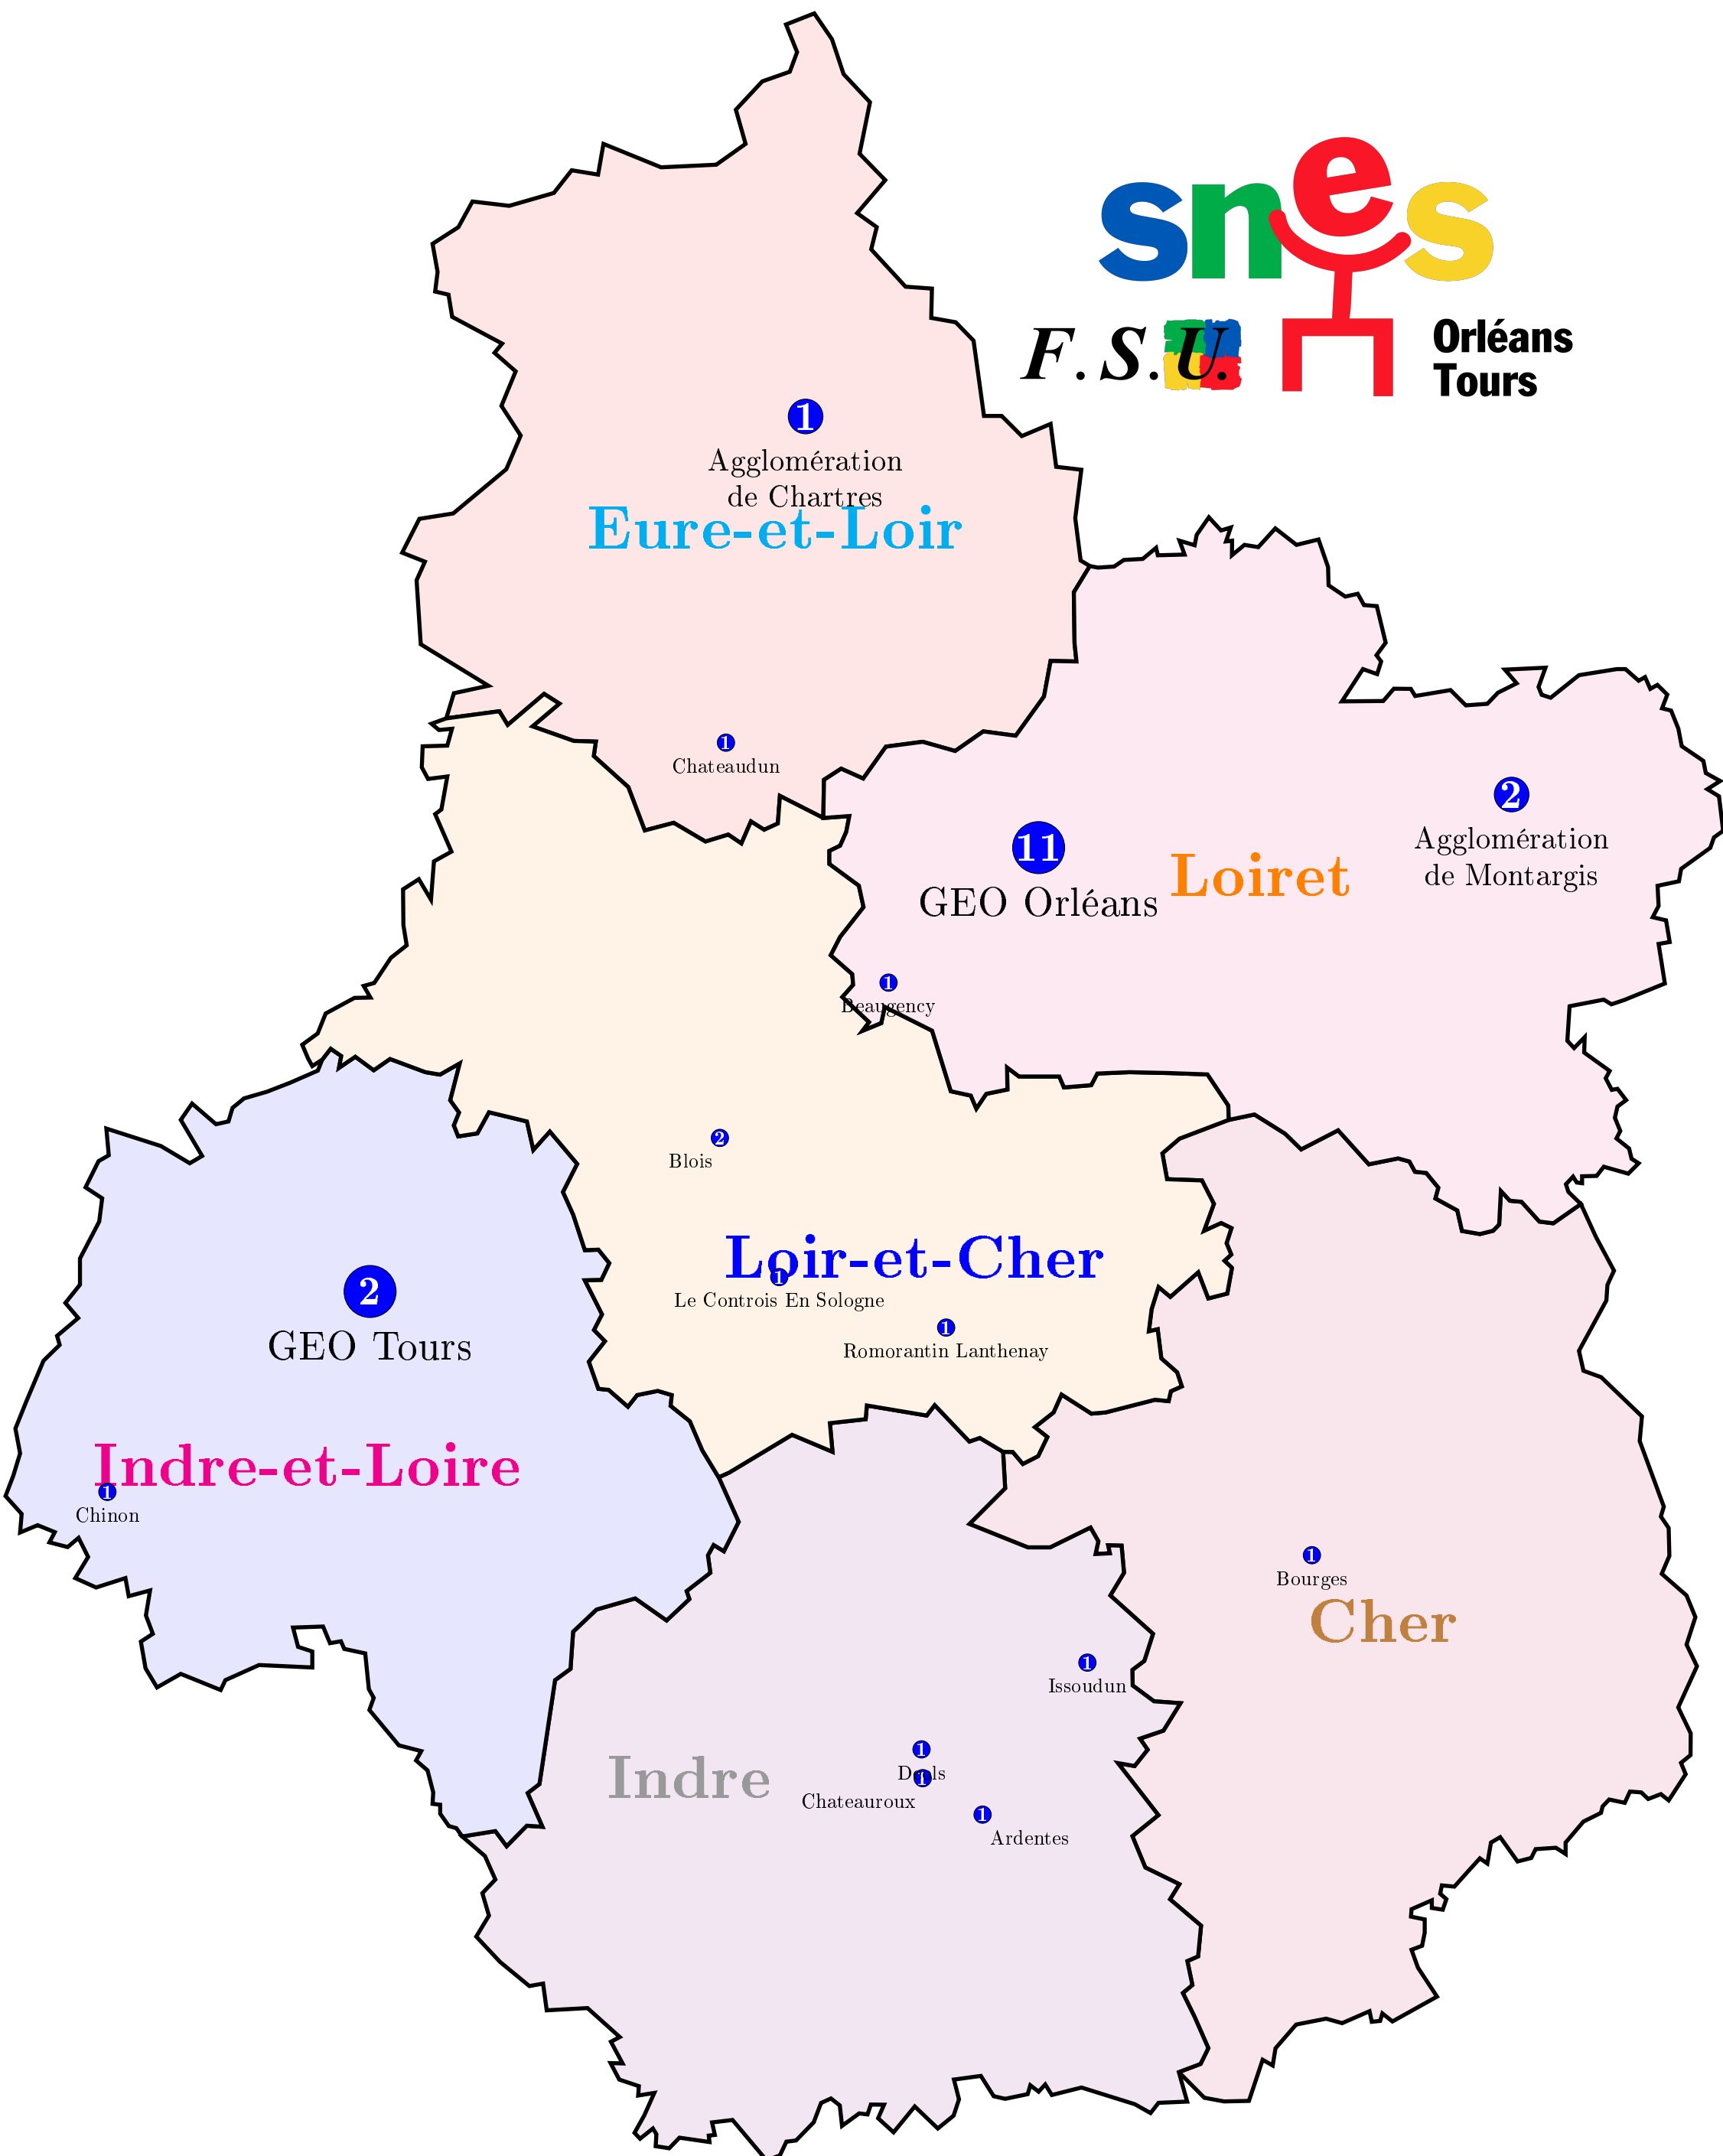 snes
F.S.U.
Orléans
Tours
1
Agglomération
de Chartres
Eure-et-Loir
1
Chateaudun
2
Agglomération
de Montargis
11
GEO Orléans
Loiret
1
Beaugency
2
Blois
Loir-et-Cher
1
Le Controis En Sologne
1
Romorantin Lanthenay
2
GEO Tours
Indre-et-Loire
1
Chinon
1
Bourges
Cher
1
Issoudun
1
Deols
Indre
1
Chateauroux
1
Ardentes